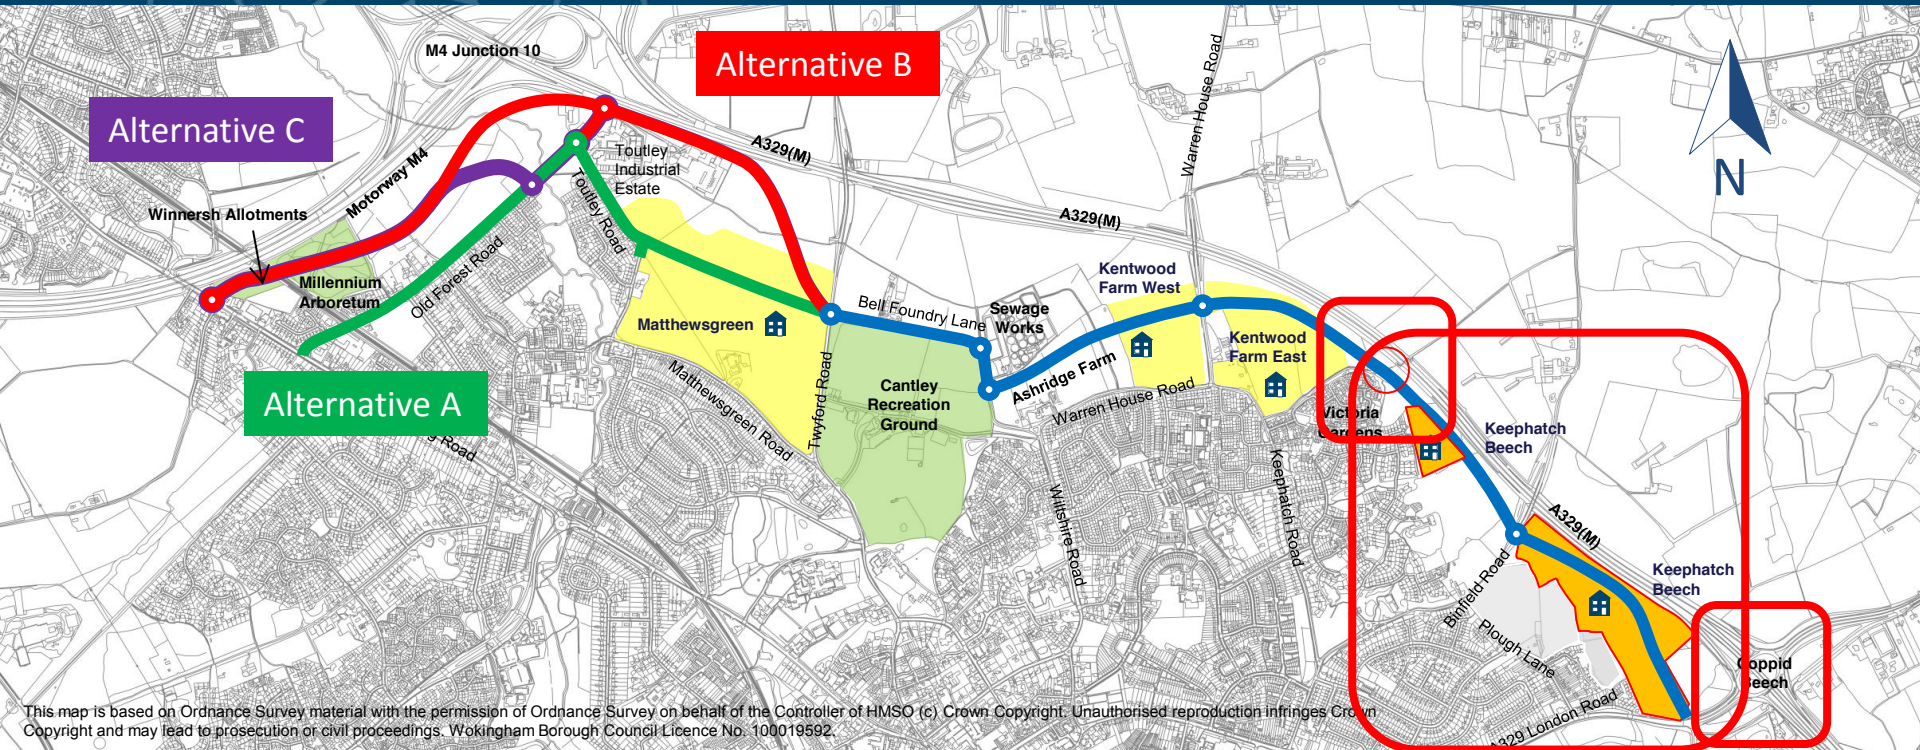 M4 Junction 10
Alternative B
Warren House Road
Alternative C
A329(M)
Toutley
Industrial
Estate
Motorway M4
Toutley Road
N
Winnersh Allotments
A329(M)
Old Forest Road
Millennium
Arboretum
Kentwood
Farm West
Bell Foundry Lane
Sewage
Works
Matthewsgreen
Kentwood
Farm East
Ashridge Farm
Cantley
Recreation
Ground
Warren House Road
Twyford Road
Matthewsgreen Road
Alternative A
Road
Victoria
Gardens
Keephatch
Beech
Keephatch Road
Wiltshire Road
A329(M)
Binfield Road
Keephatch
Beech
Plough Lane
Coppid
Beech
A329 London Road
This map is based on Ordnance Survey material with the permission of Ordnance Survey on behalf of the Controller of HMSO (c) Crown Copyright. Unauthorised reproduction infringes Crown
Copyright and may lead to prosecution or civil proceedings. Wokingham Borough Council Licence No. 100019592.